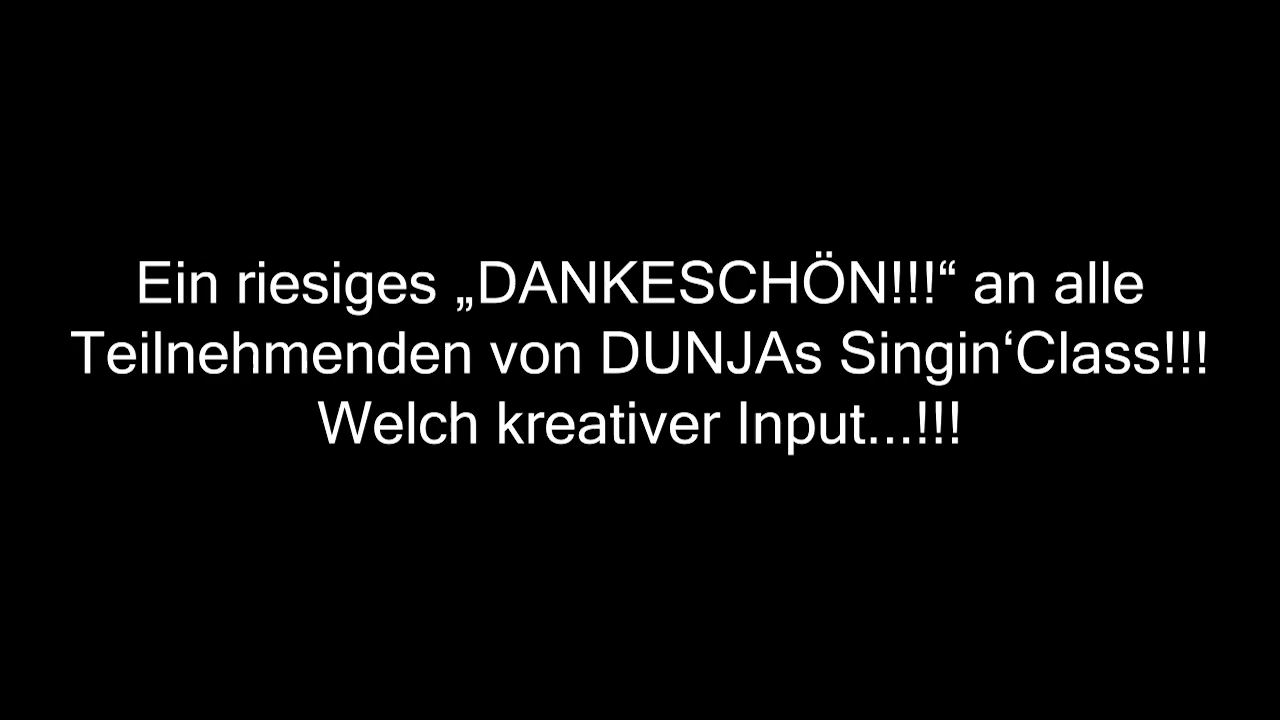 Ein riesiges „DANKESCHÖN!!!“ an alle
Teilnehmenden von DUNJAs Singin‘Class!!!
Welch kreativer Input...!!!